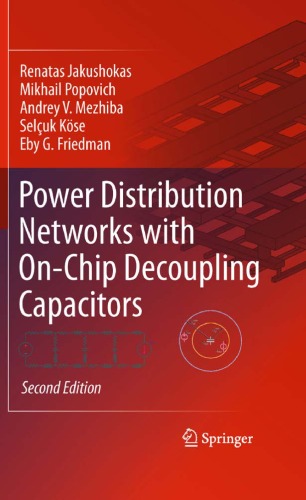 Renatas Jakushokas
Mikhail Popovich
Andrey V. Mezhiba
Selçuk Köse
Eby G. Friedman
Power Distribution
Networks with
On-Chip Decoupling
Capacitors
Second Edition
Springer